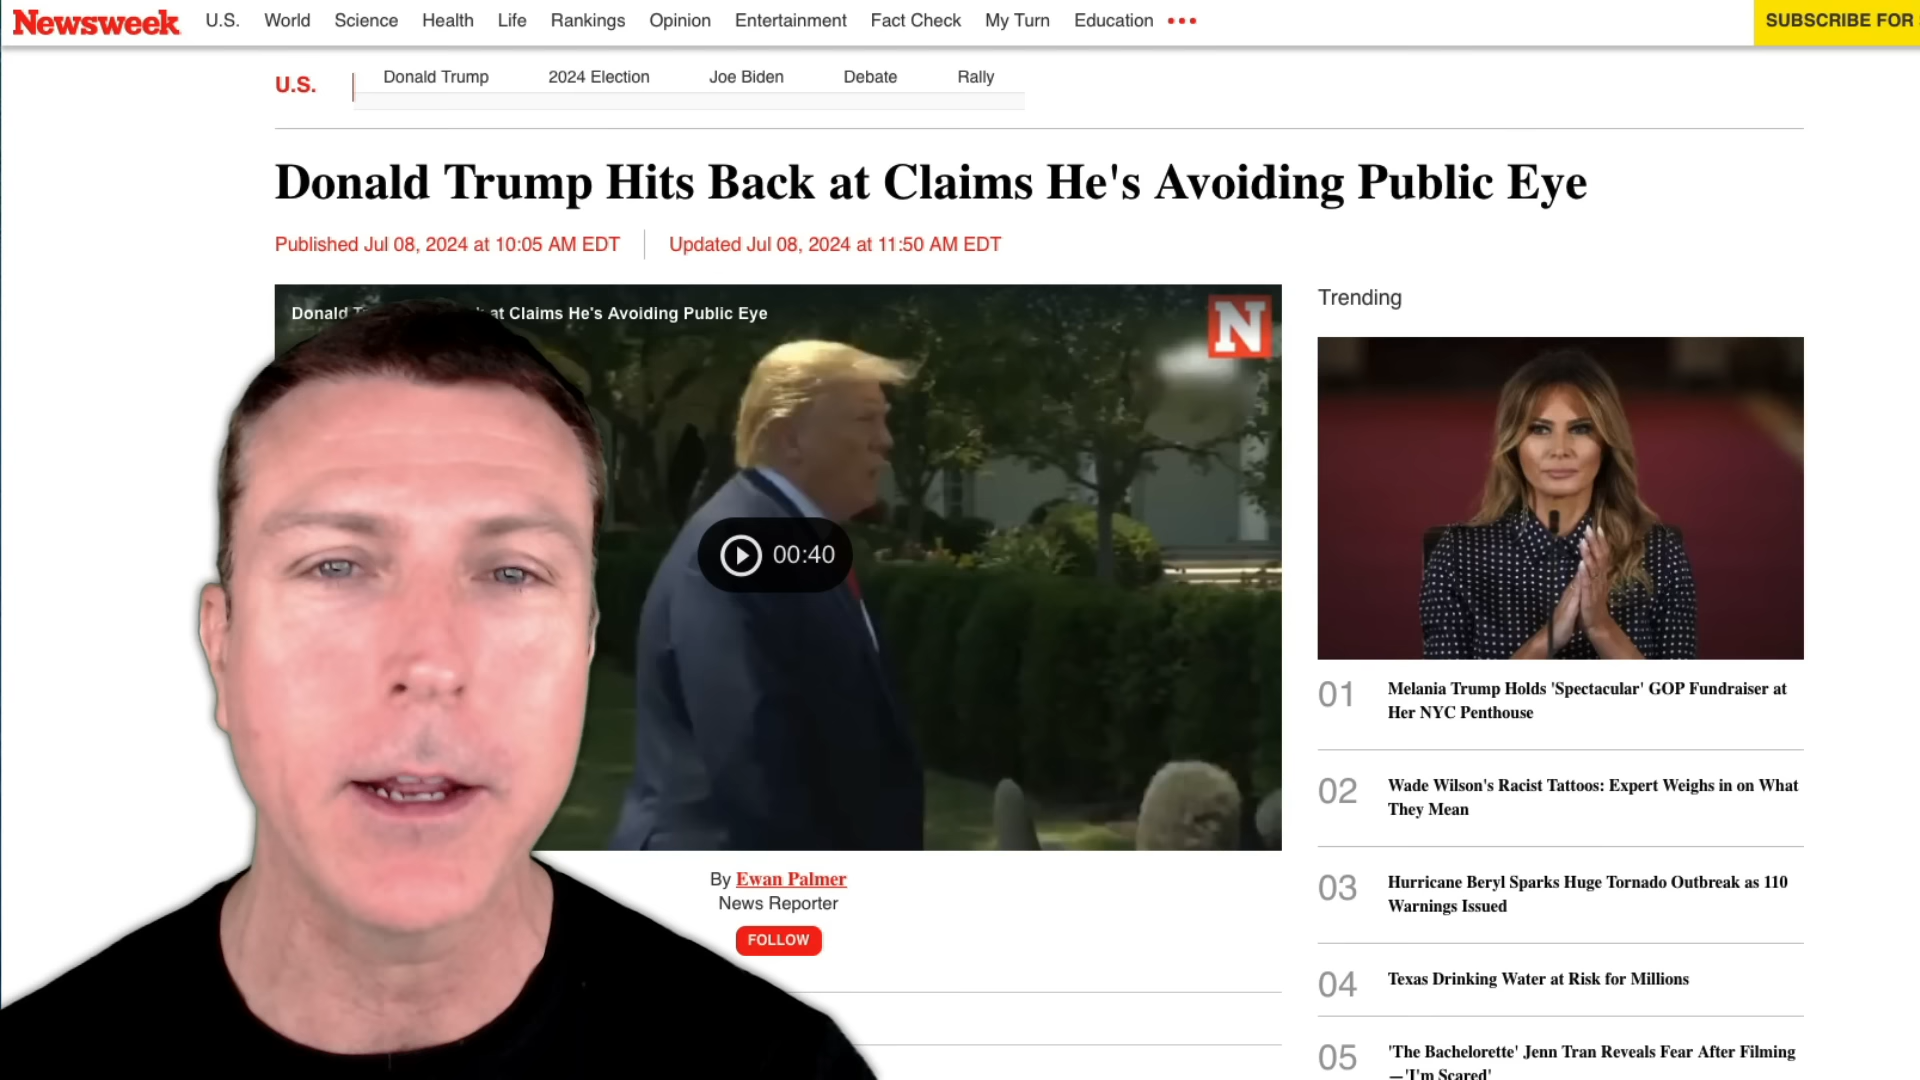 Newsweek
U.S. World Science Health Life Rankings Opinion Entertainment Fact Check My Turn Education
SUBSCRIBE FOR
U.S.
Donald Trump 2024 Election Joe Biden Debate Rally
Donald Trump Hits Back at Claims He's Avoiding Public Eye
Published Jul 08, 2024 at 10:05 AM EDT
Updated Jul 08, 2024 at 11:50 AM EDT
Donald T at Claims He's Avoiding Public Eye
N
00:40
By Ewan Palmer
News Reporter
FOLLOW
Trending
01 Melania Trump Holds 'Spectacular' GOP Fundraiser at
Her NYC Penthouse
02 Wade Wilson's Racist Tattoos: Expert Weighs in on What
They Mean
03 Hurricane Beryl Sparks Huge Tornado Outbreak as 110
Warnings Issued
04 Texas Drinking Water at Risk for Millions
05 'The Bachelorette' Jenn Tran Reveals Fear After Filming
—'I'm Scared'